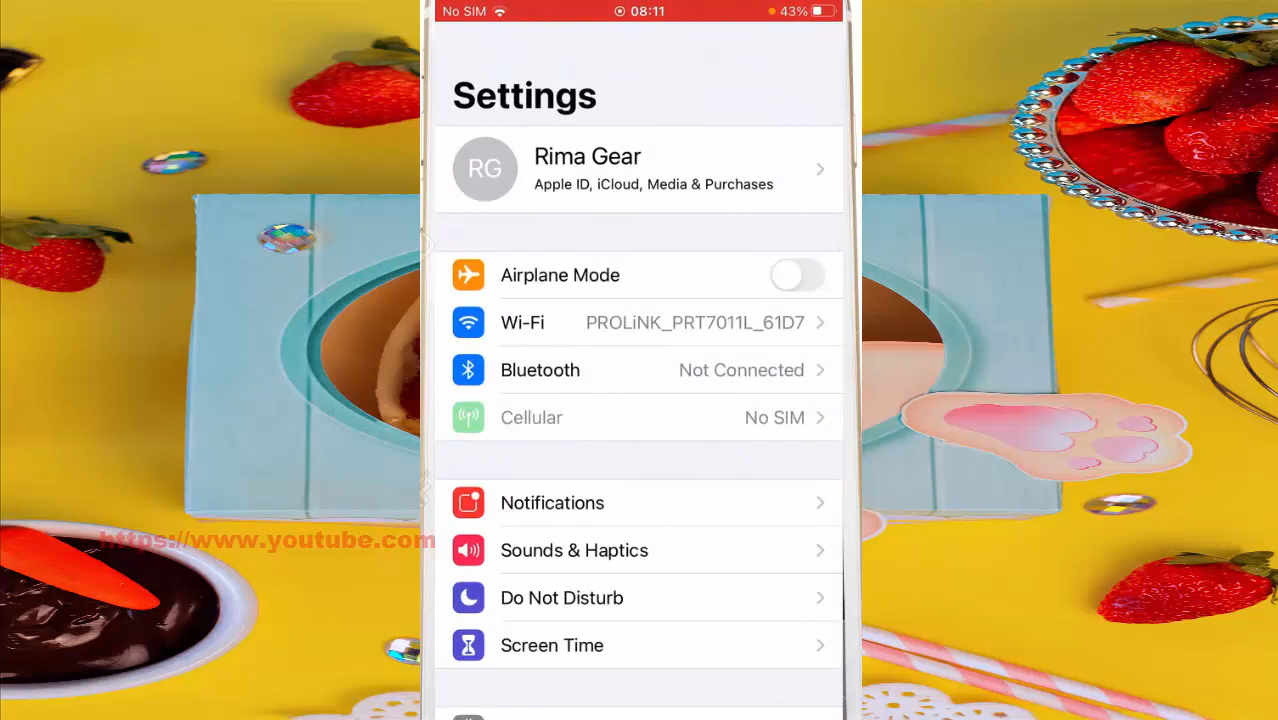 No SIM 08:11 43%
Settings
RG
Rima Gear
Apple ID, iCloud, Media & Purchases
Airplane Mode
Wi-Fi PROLiNK_PRT7011L_61D7
Bluetooth Not Connected
Cellular No SIM
Notifications
Sounds & Haptics
https://www.youtube.com
Do Not Disturb
Screen Time